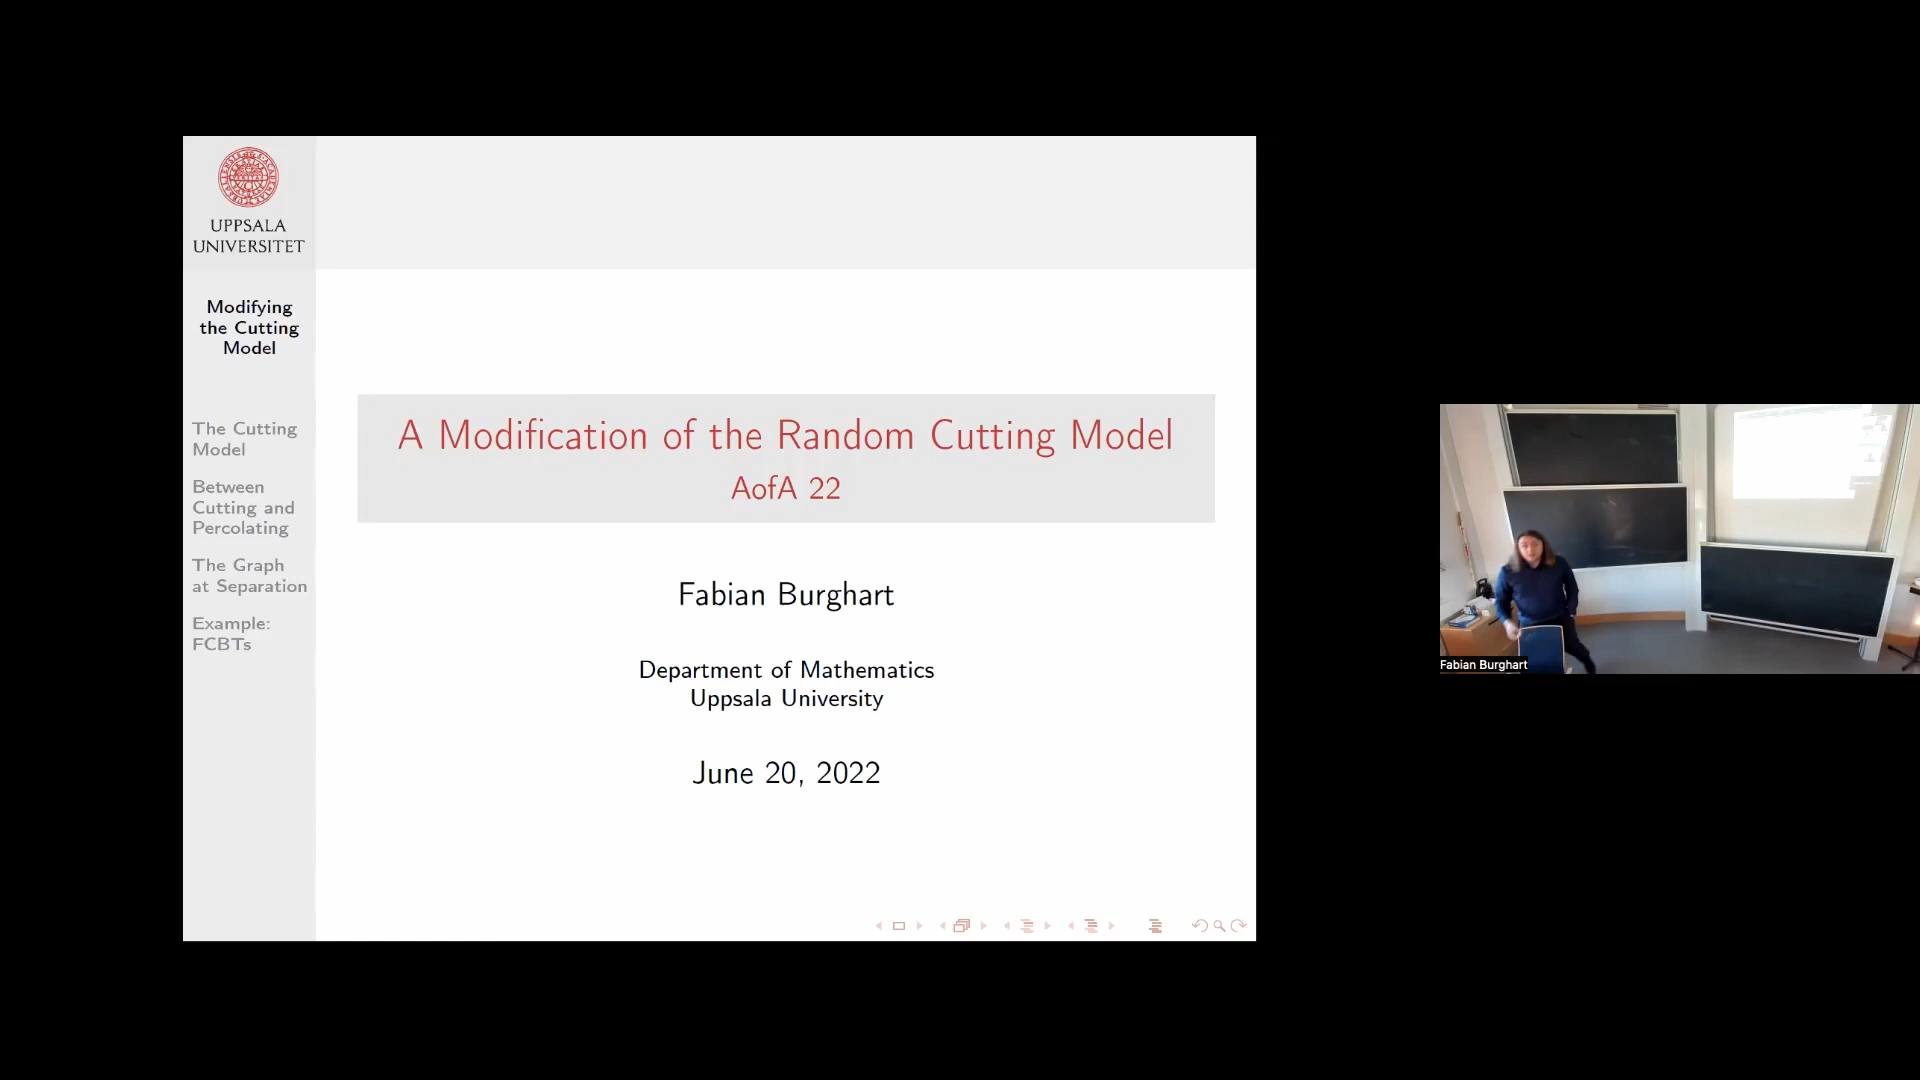 UPPSALA
UNIVERSITET
Modifying
the Cutting
Model
The Cutting
Model
Between
Cutting and
Percolating
The Graph
at Separation
Example:
FCBTs
A Modification of the Random Cutting Model
AofA 22
Fabian Burghart
Department of Mathematics
Uppsala University
June 20, 2022
Fabian Burghart